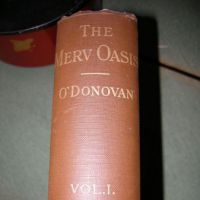 THE
MERV OASIS
O'DONOVAN
VOL.I.